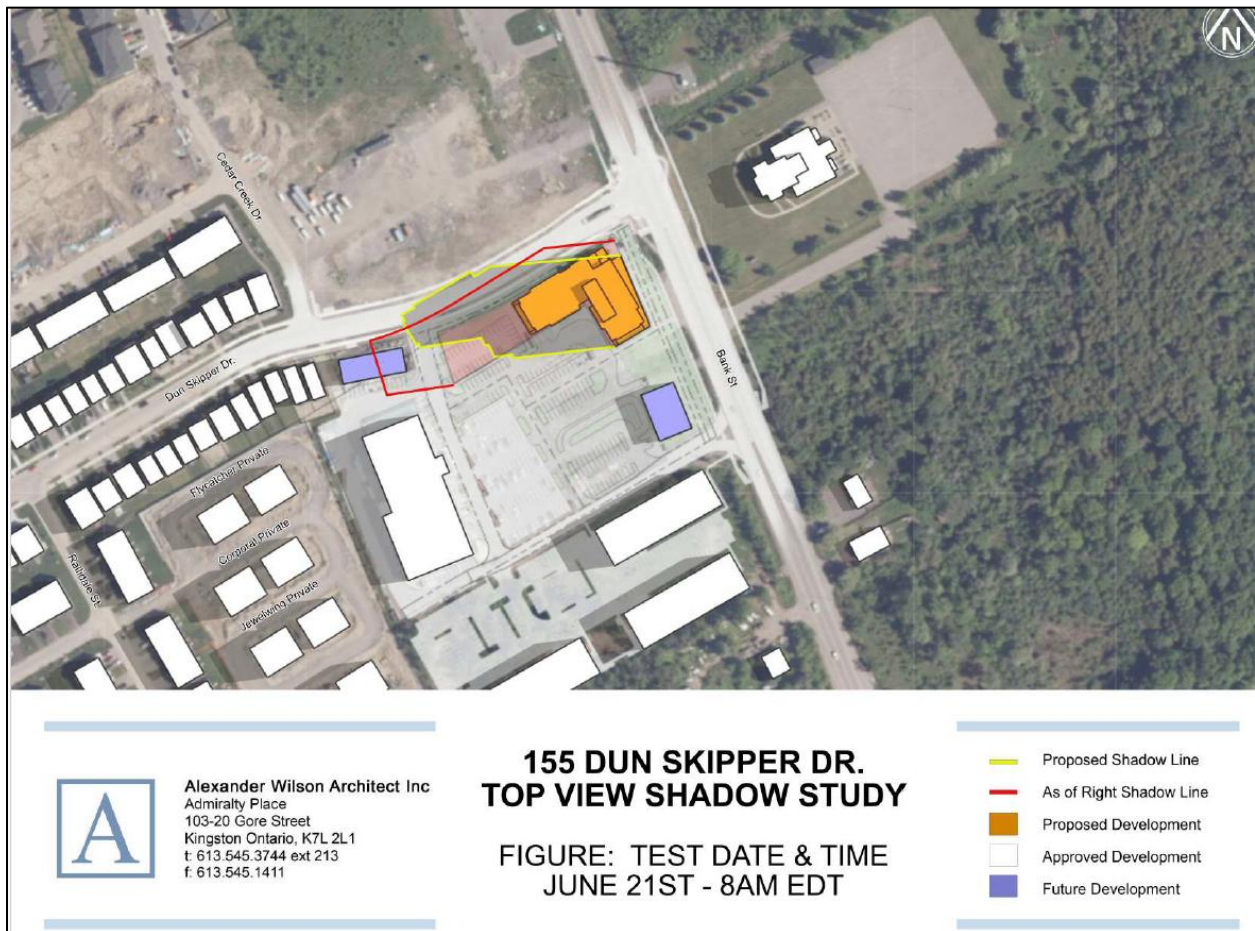 N
Cedar Creek Dr
Dun Skipper Dr.
Bank St
Flycatcher Private
Corporal Private
Jewelwing Private
Rallidale St.
A
Alexander Wilson Architect Inc
Admiralty Place
103-20 Gore Street
Kingston Ontario, K7L 2L1
t: 613.545.3744 ext 213
f: 613.545.1411
155 DUN SKIPPER DR.
TOP VIEW SHADOW STUDY
FIGURE: TEST DATE & TIME
JUNE 21ST - 8AM EDT
Proposed Shadow Line
As of Right Shadow Line
Proposed Development
Approved Development
Future Development